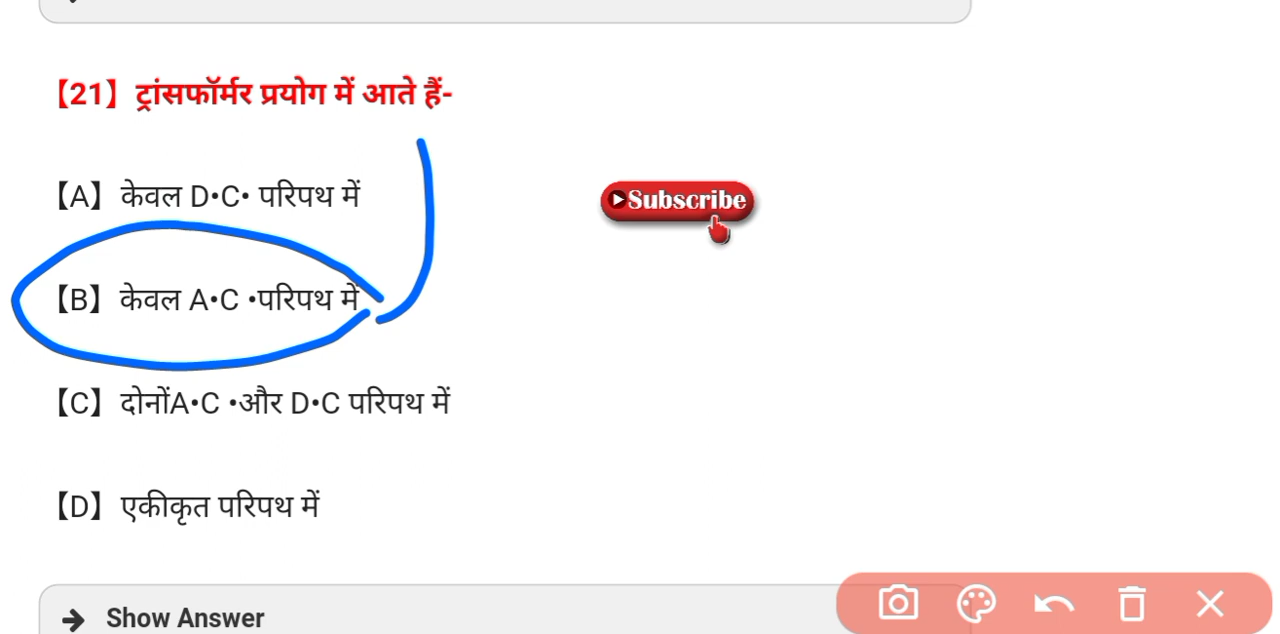 【21】ट्रांसफॉर्मर प्रयोग में आते हैं-
【A】केवल D•C• परिपथ में
Subscribe
【B】केवल A•C •परिपथ में
【C】दोनोंA•C •और D•C परिपथ में
【D】एकीकृत परिपथ में
→ Show Answer